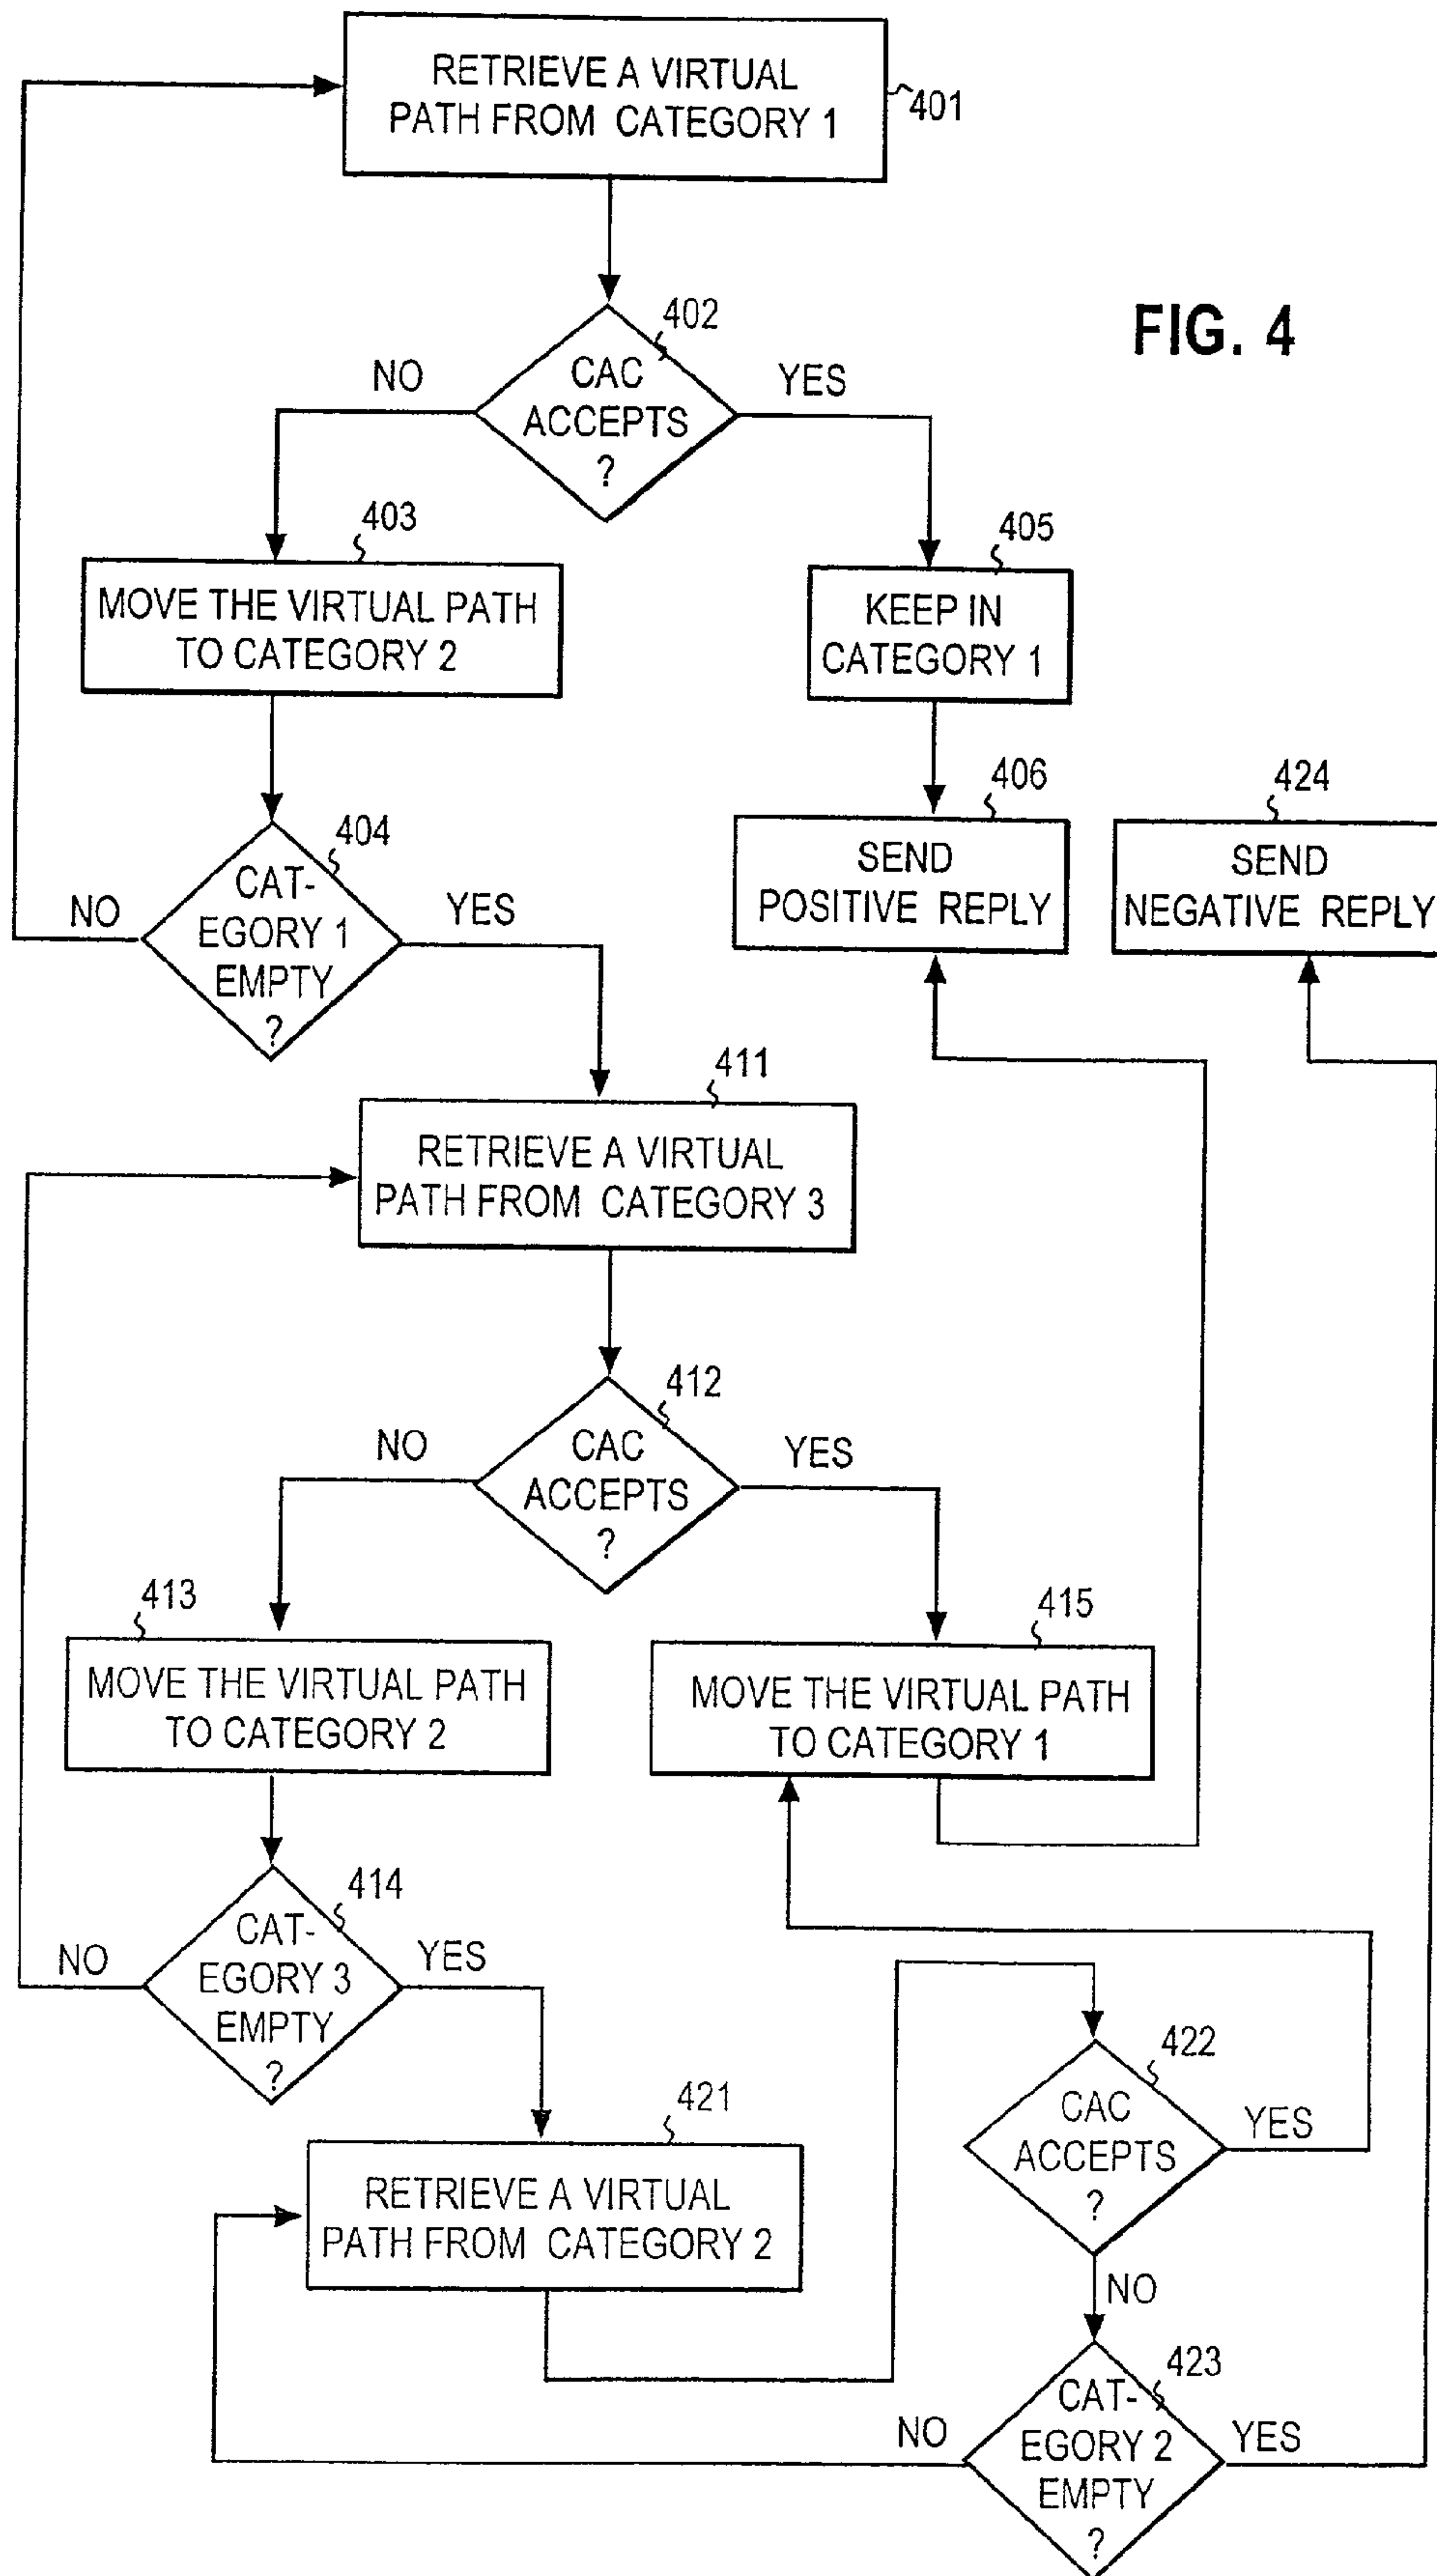 RETRIEVE A VIRTUAL
PATH FROM CATEGORY 1
401
FIG. 4
402
CAC
ACCEPTS
?
NO
YES
403
MOVE THE VIRTUAL PATH
TO CATEGORY 2
405
KEEP IN
CATEGORY 1
404
CAT-
EGORY 1
EMPTY
?
NO
YES
406
SEND
POSITIVE REPLY
424
SEND
NEGATIVE REPLY
411
RETRIEVE A VIRTUAL
PATH FROM CATEGORY 3
412
CAC
ACCEPTS
?
NO
YES
413
MOVE THE VIRTUAL PATH
TO CATEGORY 2
415
MOVE THE VIRTUAL PATH
TO CATEGORY 1
414
CAT-
EGORY 3
EMPTY
?
NO
YES
421
RETRIEVE A VIRTUAL
PATH FROM CATEGORY 2
422
CAC
ACCEPTS
?
YES
NO
423
CAT-
EGORY 2
EMPTY
?
NO
YES